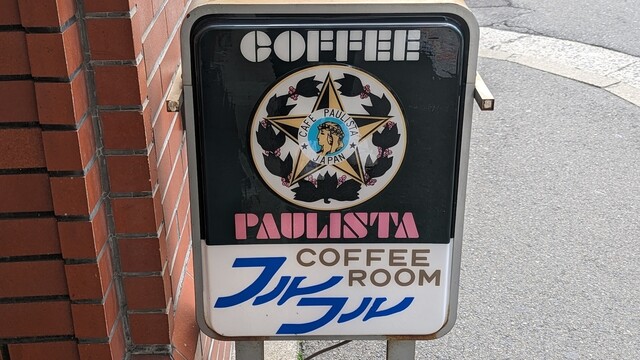 COFFEE
CAFE PAULISTA
JAPAN
PAULISTA
COFFEE
ROOM
フルフル